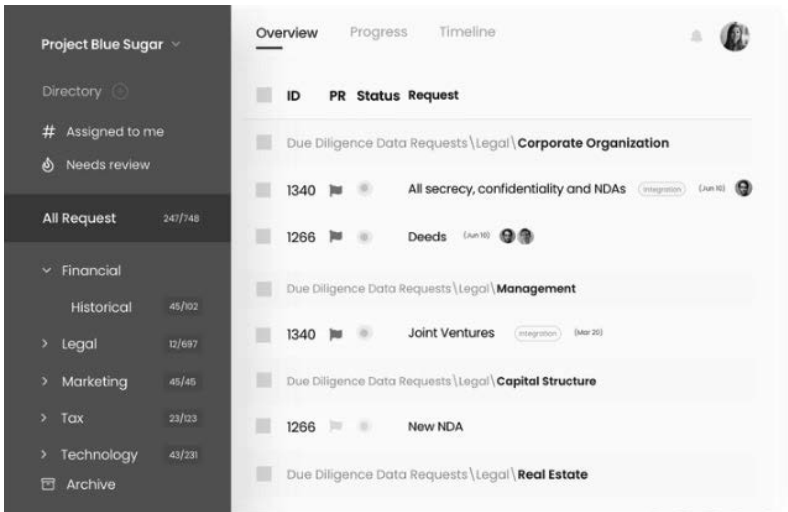 Project Blue Sugar
Directory
# Assigned to me
Needs review
All Request 247/748
Financial
Historical 45/102
Legal 12/697
Marketing 45/45
Tax 23/123
Technology 43/231
Archive
Overview Progress Timeline
ID PR Status Request
Due Diligence Data Requests\Legal\Corporate Organization
1340 All secrecy, confidentiality and NDAs Integration (Jun 10)
1266 Deeds (Jun 10)
Due Diligence Data Requests\Legal\Management
1340 Joint Ventures Integration (Mar 20)
Due Diligence Data Requests\Legal\Capital Structure
1266 New NDA
Due Diligence Data Requests\Legal\Real Estate